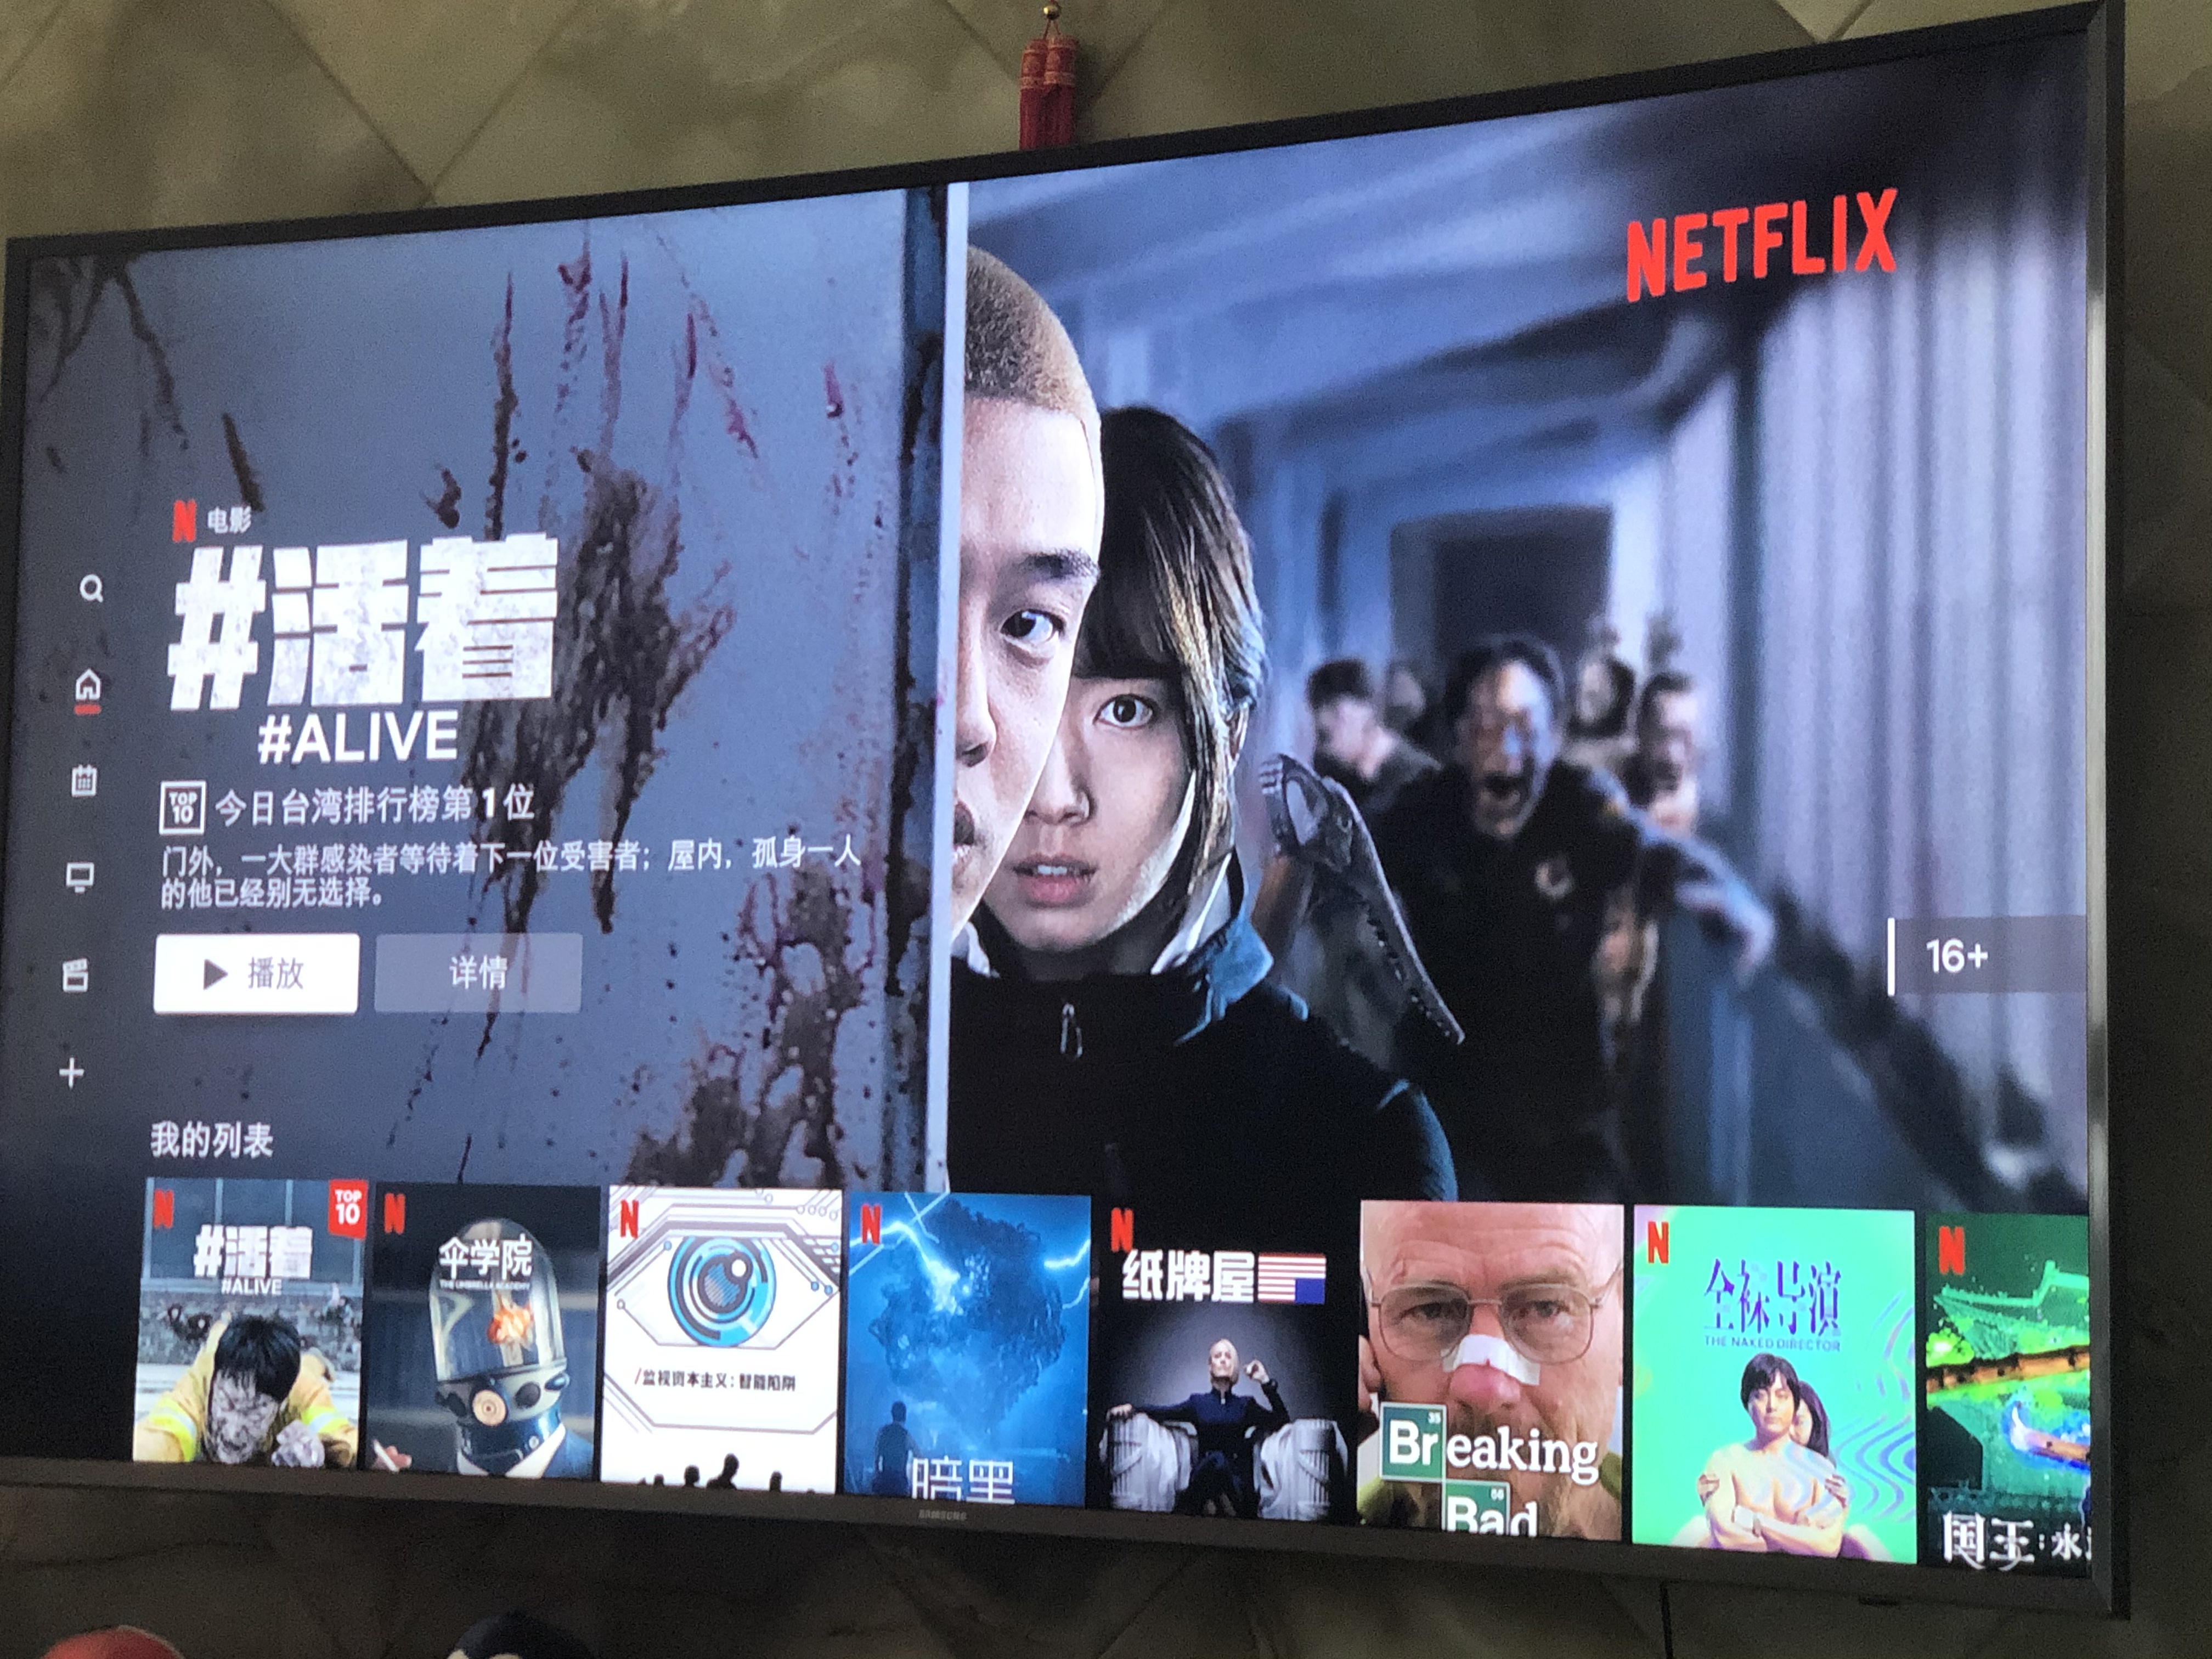 NETFLIX
N 电影
#活着
#ALIVE
TOP 10 今日台湾排行榜第 1 位
门外，一大群感染者等待着下一位受害者；屋内，孤身一人
的他已经别无选择。
播放
详情
16+
我的列表
N
TOP 10
#活着
#ALIVE
N
伞学院
THE UMBRELLA ACADEMY
N
/监视资本主义：智能陷阱
N
暗黑
N
纸牌屋
35
Breaking
56
Bad
N
全裸导演
THE NAKED DIRECTOR
N
国王：永
SAMSUNG